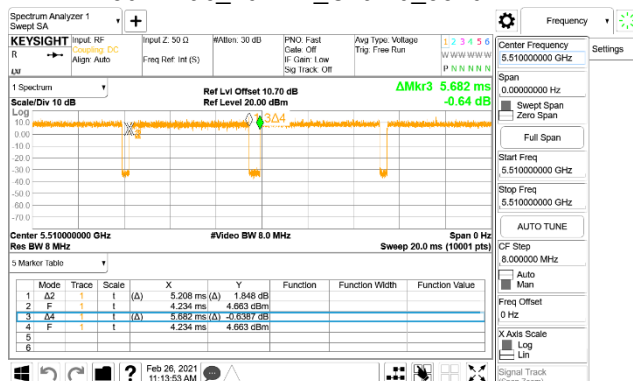 Spectrum Analyzer 1
Swept SA
Frequency
KEYSIGHT
R
Input: RF
Coupling: DC
Align: Auto
Input Z: 50 Ω
Freq Ref: Int (S)
#Atten: 30 dB
PNO: Fast
Gate: Off
IF Gain: Low
Sig Track: Off
Avg Type: Voltage
Trig: Free Run
1 2 3 4 5 6
W W W W W W
P N N N N N
1 Spectrum
Scale/Div 10 dB
Ref Lvl Offset 10.70 dB
Ref Level 20.00 dBm
ΔMkr3 5.682 ms
-0.64 dB
Log
10.0
0.00
-10.0
-20.0
-30.0
-40.0
-50.0
-60.0
-70.0
3Δ4
Center 5.510000000 GHz
#Video BW 8.0 MHz
Span 0 Hz
Res BW 8 MHz
Sweep 20.0 ms (10001 pts)
5 Marker Table
Mode Trace Scale X Y Function Function Width Function Value
1 Δ2 1 t (Δ) 5.208 ms (Δ) 1.848 dB
2 F 1 t 4.234 ms 4.663 dBm
3 Δ4 1 t (Δ) 5.682 ms (Δ) -0.6387 dB
4 F 1 t 4.234 ms 4.663 dBm
5
6
Feb 26, 2021
11:13:53 AM
Center Frequency
5.510000000 GHz
Settings
Span
0.00000000 Hz
Swept Span
Zero Span
Full Span
Start Freq
5.510000000 GHz
Stop Freq
5.510000000 GHz
AUTO TUNE
CF Step
8.000000 MHz
Auto
Man
Freq Offset
0 Hz
X Axis Scale
Log
Lin
Signal Track